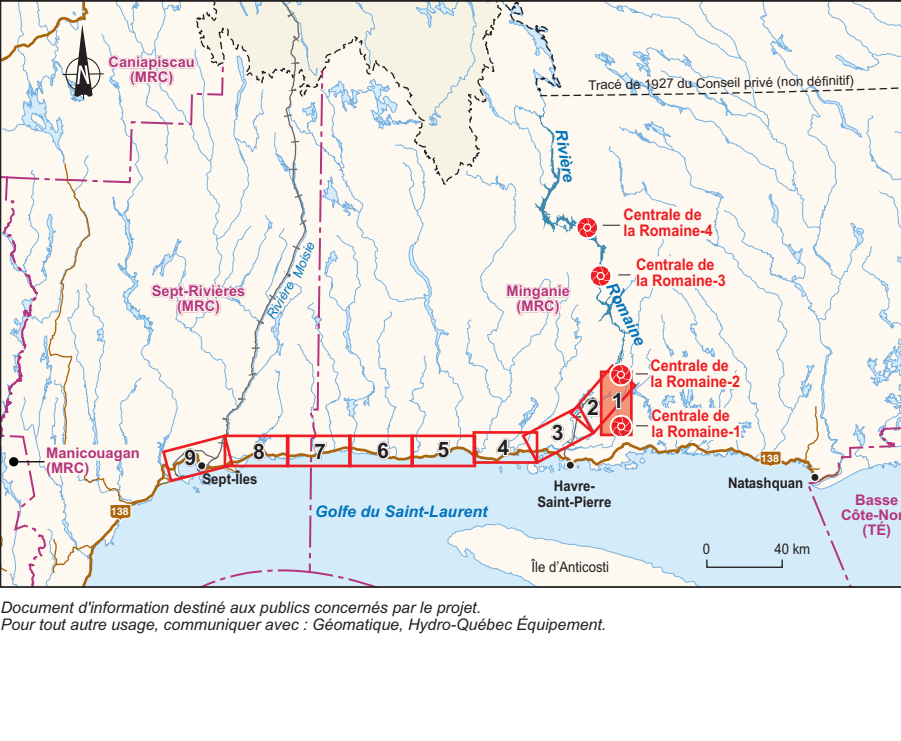 N
Caniapiscau
(MRC)
Tracé de 1927 du Conseil privé (non définitif)
Rivière
Centrale de
la Romaine-4
Centrale de
la Romaine-3
Rivière Moisie
Sept-Rivières
(MRC)
Minganie
(MRC)
Romaine
Centrale de
la Romaine-2
1
2
Centrale de
la Romaine-1
3
4
5
6
7
8
9
Manicouagan
(MRC)
Sept-Iles
138
Havre-
Saint-Pierre
Natashquan
138
Golfe du Saint-Laurent
Basse
Côte-Nor
(TÉ)
0 40 km
Île d'Anticosti
Document d'information destiné aux publics concernés par le projet.
Pour tout autre usage, communiquer avec : Géomatique, Hydro-Québec Équipement.